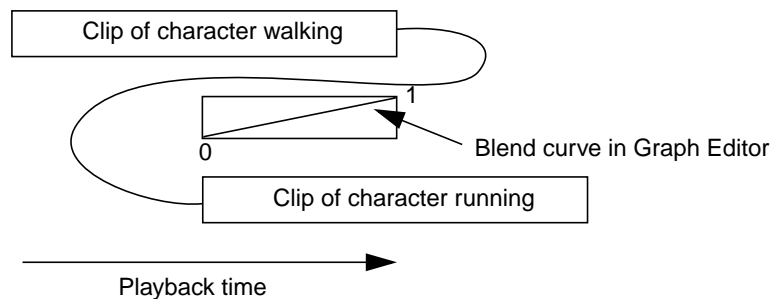 Clip of character walking
1
0
Blend curve in Graph Editor
Clip of character running
Playback time